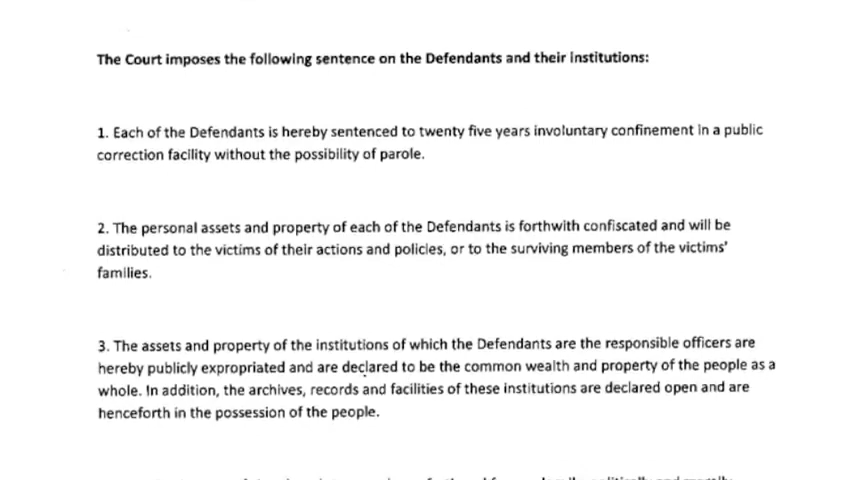 The Court imposes the following sentence on the Defendants and their Institutions:
1. Each of the Defendants is hereby sentenced to twenty five years involuntary confinement in a public
correction facility without the possibility of parole.
2. The personal assets and property of each of the Defendants is forthwith confiscated and will be
distributed to the victims of their actions and policies, or to the surviving members of the victims'
families.
3. The assets and property of the institutions of which the Defendants are the responsible officers are
hereby publicly expropriated and are declared to be the common wealth and property of the people as a
whole. In addition, the archives, records and facilities of these institutions are declared open and are
henceforth in the possession of the people.